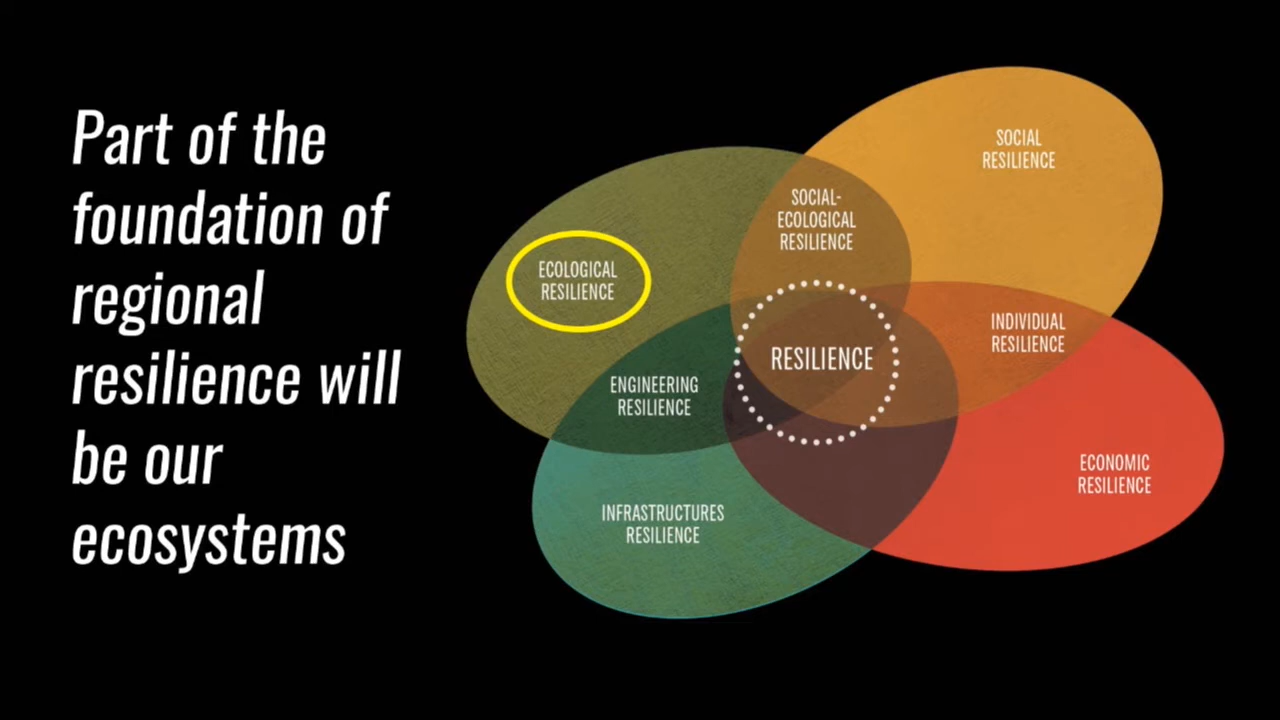 Part of the
foundation of
regional
resilience will
be our
ecosystems
SOCIAL
RESILIENCE
SOCIAL-
ECOLOGICAL
RESILIENCE
ECOLOGICAL
RESILIENCE
INDIVIDUAL
RESILIENCE
RESILIENCE
ENGINEERING
RESILIENCE
ECONOMIC
RESILIENCE
INFRASTRUCTURES
RESILIENCE